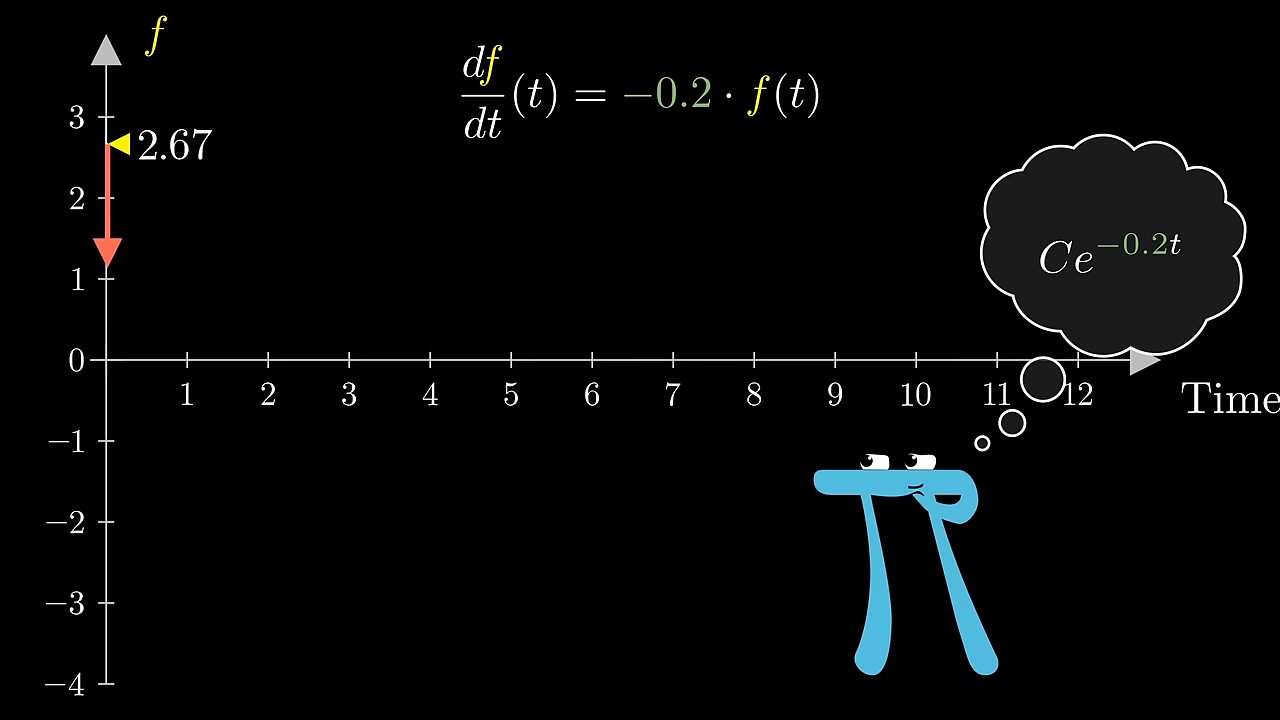 f
df/dt(t) = −0.2 · f(t)
3
2.67
2
Ce^{−0.2t}
1
0
1 2 3 4 5 6 7 8 9 10 11 12
Time
−1
−2
−3
−4